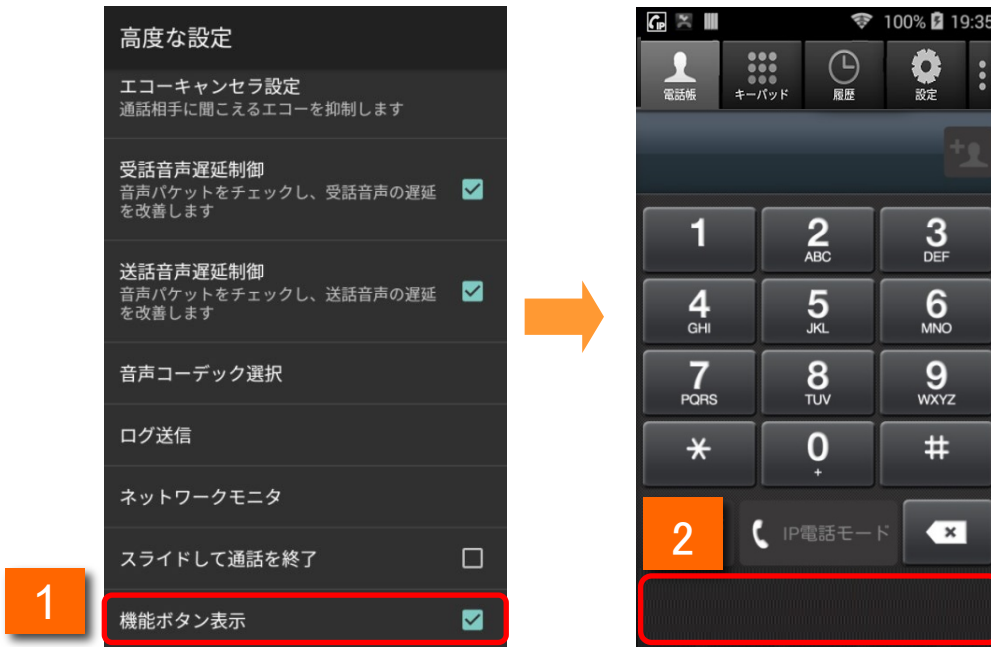 高度な設定
エコーキャンセラ設定
通話相手に聞こえるエコーを抑制します
受話音声遅延制御
音声パケットをチェックし、受話音声の遅延
を改善します
送話音声遅延制御
音声パケットをチェックし、送話音声の遅延
を改善します
音声コーデック選択
ログ送信
ネットワークモニタ
スライドして通話を終了
1
機能ボタン表示
IP
100% 19:35
電話帳 キーパッド 履歴 設定
1 2 3
ABC DEF
4 5 6
GHI JKL MNO
7 8 9
PQRS TUV WXYZ
* 0 #
+
2
IP電話モード